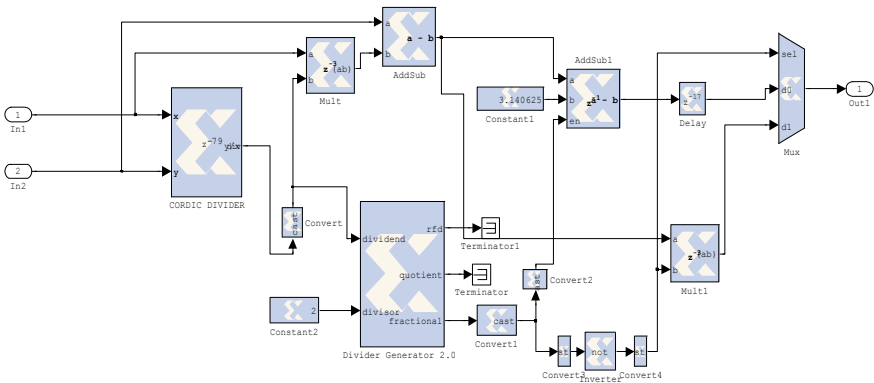 a
a - b
b
AddSub
a
z-3(ab)
b
Mult
AddSub1
a
b
en
3.140625
Constant1
z-17
Delay
sel
d0
d1
Mux
1
Out1
1
In1
2
In2
x
z-79
y
CORDIC DIVIDER
cast
Convert
dividend
divisor
rfd
quotient
fractional
Divider Generator 2.0
2
Constant2
Terminator1
Terminator
cast
Convert1
Convert2
a
z-3(ab)
b
Mult1
Convert3
not
Inverter
Convert4